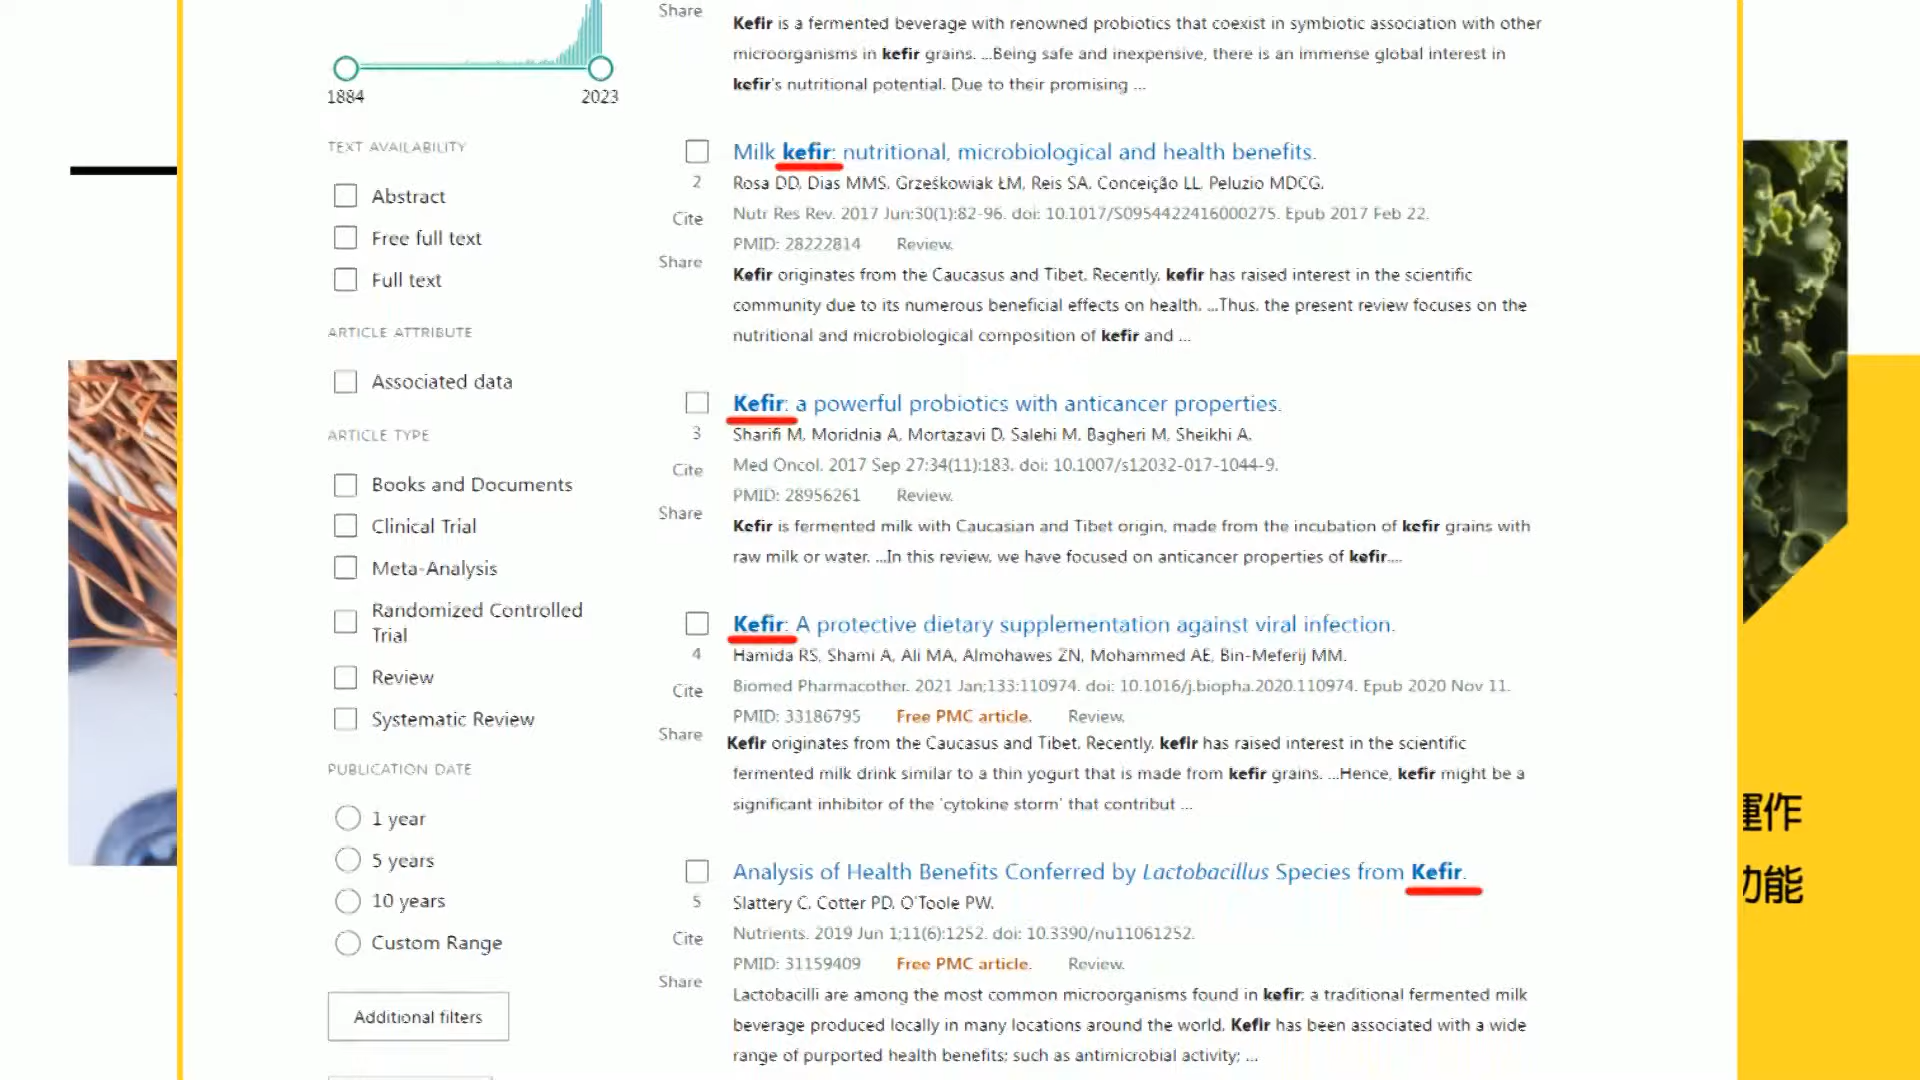 1884
2023
TEXT AVAILABILITY
Abstract
Free full text
Full text
ARTICLE ATTRIBUTE
Associated data
ARTICLE TYPE
Books and Documents
Clinical Trial
Meta-Analysis
Randomized Controlled
Trial
Review
Systematic Review
PUBLICATION DATE
1 year
5 years
10 years
Custom Range
Additional filters
Share
Kefir is a fermented beverage with renowned probiotics that coexist in symbiotic association with other
microorganisms in kefir grains. ...Being safe and inexpensive, there is an immense global interest in
kefir's nutritional potential. Due to their promising ...
2
Cite
Share
Milk kefir: nutritional, microbiological and health benefits.
Rosa DD, Dias MMS, Grześkowiak ŁM, Reis SA, Conceição LL, Peluzio MDCG.
Nutr Res Rev. 2017 Jun;30(1):82-96. doi: 10.1017/S0954422416000275. Epub 2017 Feb 22.
PMID: 28222814 Review.
Kefir originates from the Caucasus and Tibet. Recently, kefir has raised interest in the scientific
community due to its numerous beneficial effects on health. ...Thus, the present review focuses on the
nutritional and microbiological composition of kefir and ...
3
Cite
Share
Kefir: a powerful probiotics with anticancer properties.
Sharifi M, Moridnia A, Mortazavi D, Salehi M, Bagheri M, Sheikhi A.
Med Oncol. 2017 Sep 27;34(11):183. doi: 10.1007/s12032-017-1044-9.
PMID: 28956261 Review.
Kefir is fermented milk with Caucasian and Tibet origin, made from the incubation of kefir grains with
raw milk or water. ...In this review, we have focused on anticancer properties of kefir....
4
Cite
Share
Kefir: A protective dietary supplementation against viral infection.
Hamida RS, Shami A, Ali MA, Almohawes ZN, Mohammed AE, Bin-Meferij MM.
Biomed Pharmacother. 2021 Jan;133:110974. doi: 10.1016/j.biopha.2020.110974. Epub 2020 Nov 11.
PMID: 33186795 Free PMC article. Review.
Kefir originates from the Caucasus and Tibet. Recently, kefir has raised interest in the scientific
fermented milk drink similar to a thin yogurt that is made from kefir grains. ...Hence, kefir might be a
significant inhibitor of the 'cytokine storm' that contribut ...
5
Cite
Share
Analysis of Health Benefits Conferred by Lactobacillus Species from Kefir.
Slattery C, Cotter PD, O'Toole PW.
Nutrients. 2019 Jun 1;11(6):1252. doi: 10.3390/nu11061252.
PMID: 31159409 Free PMC article. Review.
Lactobacilli are among the most common microorganisms found in kefir; a traditional fermented milk
beverage produced locally in many locations around the world. Kefir has been associated with a wide
range of purported health benefits; such as antimicrobial activity; ...
運作
功能